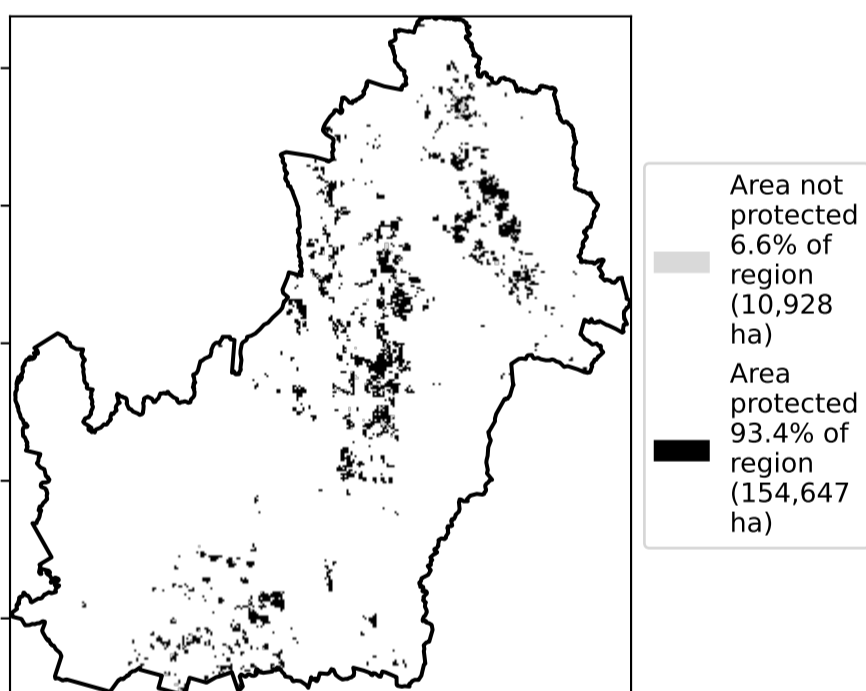 Area not
protected
6.6% of
region
(10,928
ha)
Area
protected
93.4% of
region
(154,647
ha)